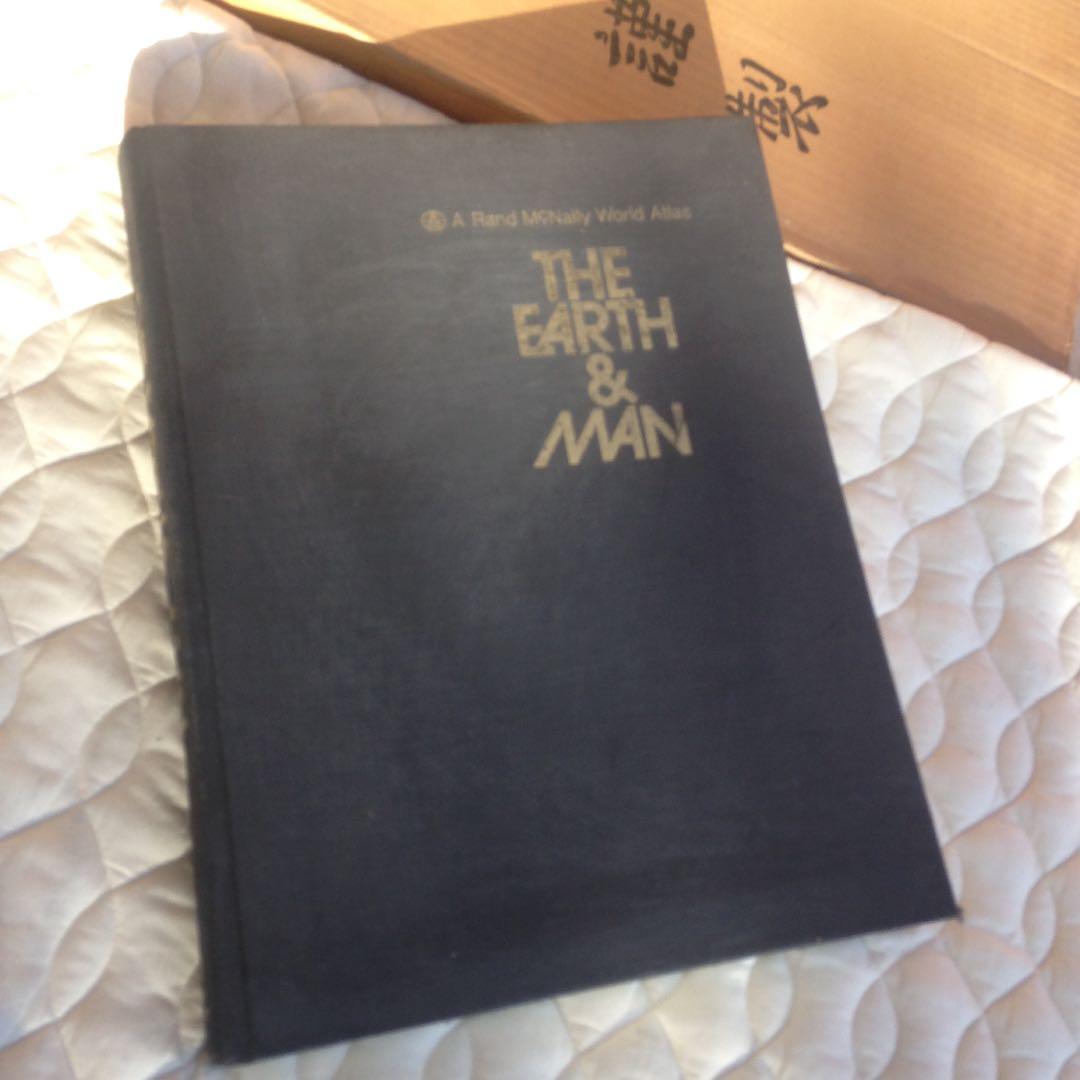 A Rand McNally World Atlas
THE
EARTH
&
MAN